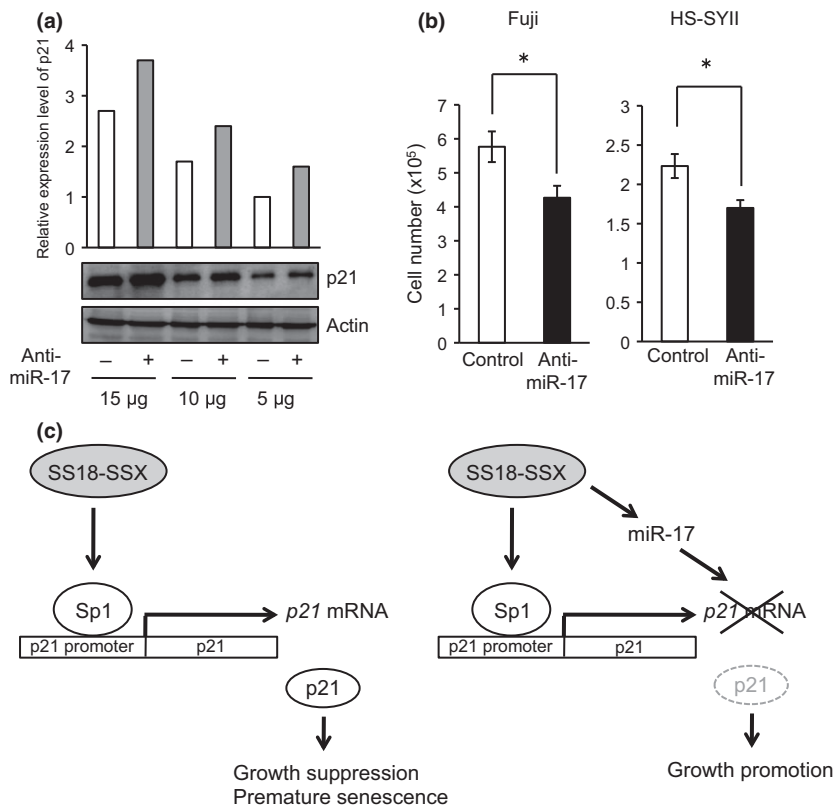 (a)
Relative expression level of p21
4
3
2
1
0
p21
Actin
Anti-
miR-17
– + – + – +
15 µg 10 µg 5 µg
(b)
Fuji
HS-SYII
*
*
Cell number (x10⁵)
7
6
5
4
3
2
1
0
Control
Anti-
miR-17
3
2.5
2
1.5
1
0.5
0
Control
Anti-
miR-17
(c)
SS18-SSX
Sp1
p21 mRNA
p21 promoter
p21
p21
Growth suppression
Premature senescence
SS18-SSX
miR-17
Sp1
p21 mRNA
p21 promoter
p21
p21
Growth promotion